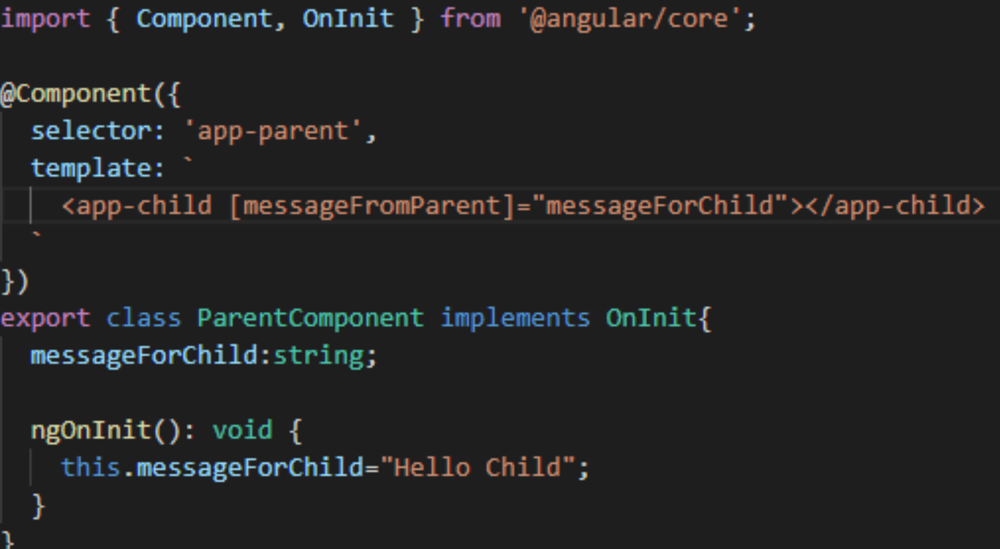 import { Component, OnInit } from '@angular/core';
@Component({
selector: 'app-parent',
template: `
<app-child [messageFromParent]="messageForChild"></app-child>
`
})
export class ParentComponent implements OnInit{
messageForChild:string;
ngOnInit(): void {
this.messageForChild="Hello Child";
}
}